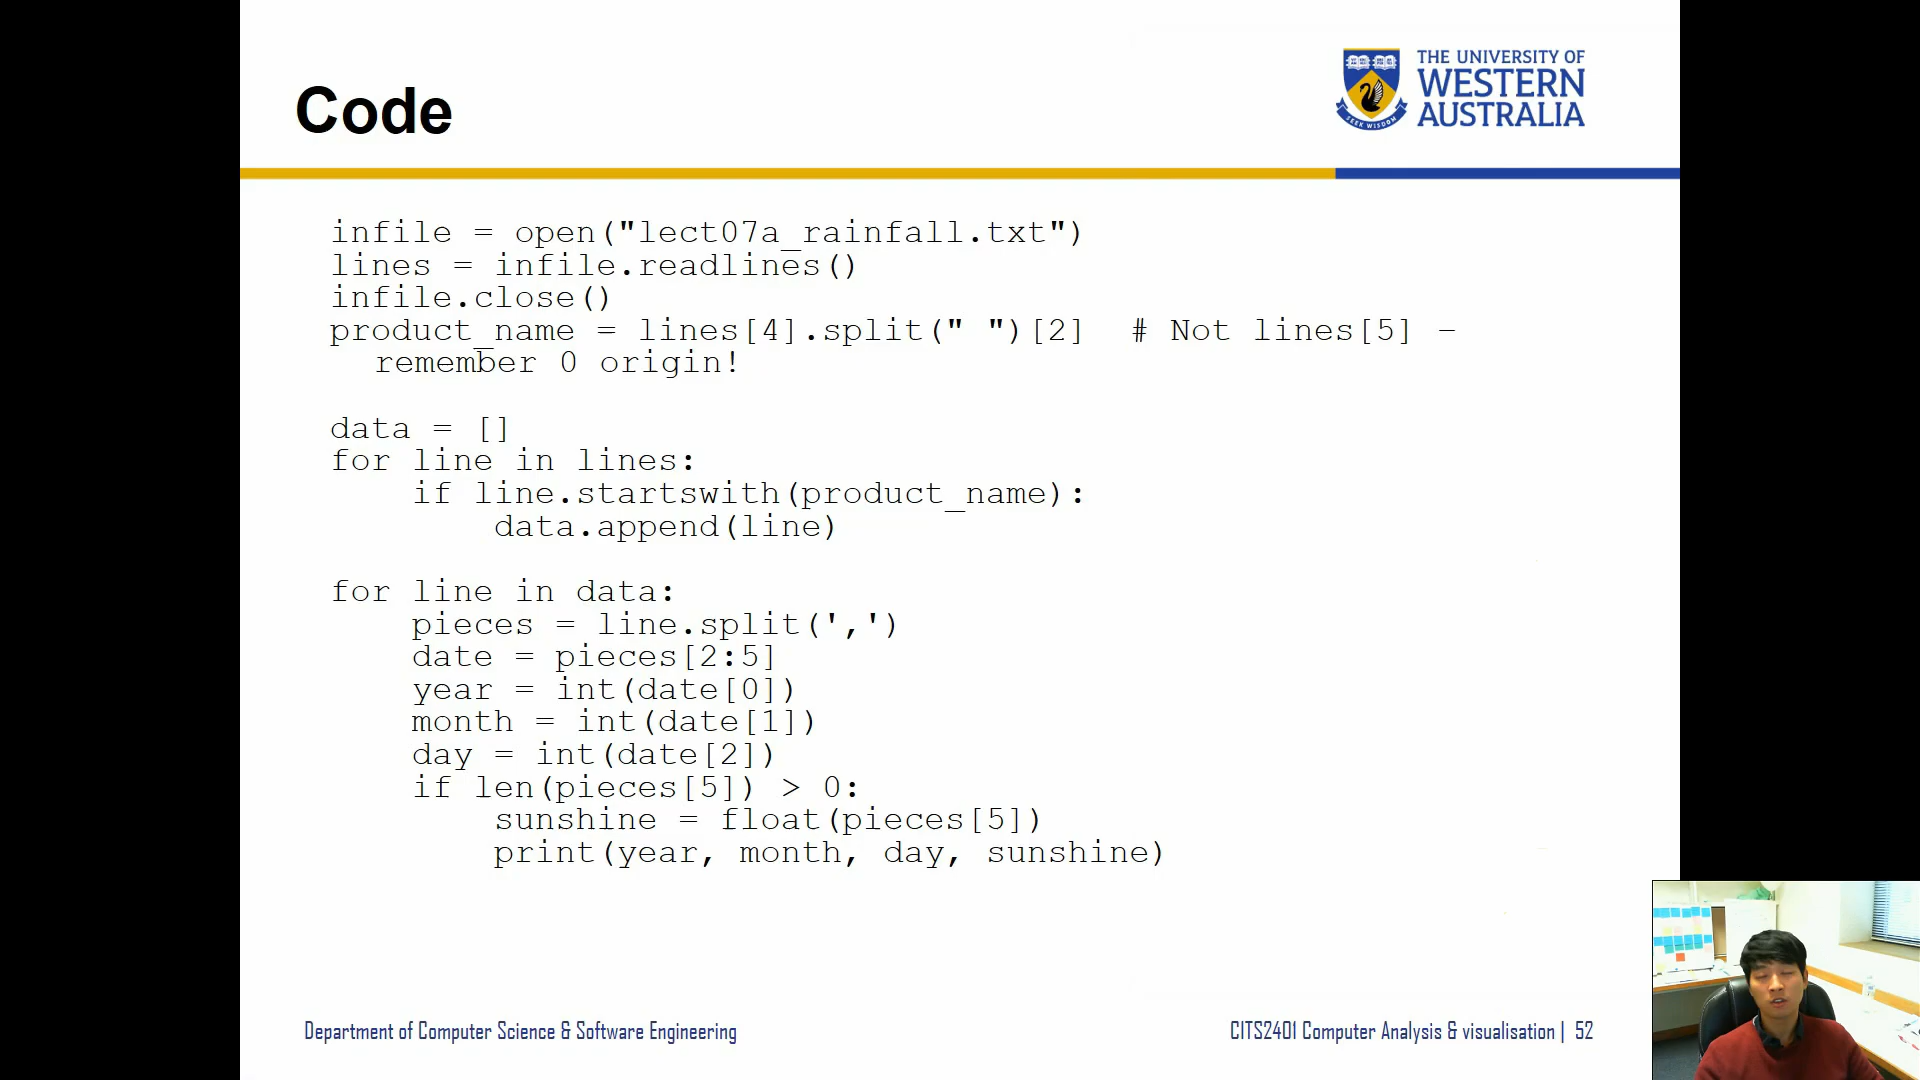 THE UNIVERSITY OF
WESTERN
AUSTRALIA
SEEK WISDOM
Code
infile = open("lect07a_rainfall.txt")
lines = infile.readlines()
infile.close()
product_name = lines[4].split(" ")[2]  # Not lines[5] –
remember 0 origin!
data = []
for line in lines:
    if line.startswith(product_name):
        data.append(line)
for line in data:
    pieces = line.split(',')
    date = pieces[2:5]
    year = int(date[0])
    month = int(date[1])
    day = int(date[2])
    if len(pieces[5]) > 0:
        sunshine = float(pieces[5])
        print(year, month, day, sunshine)
Department of Computer Science & Software Engineering
CITS2401 Computer Analysis & visualisation | 52